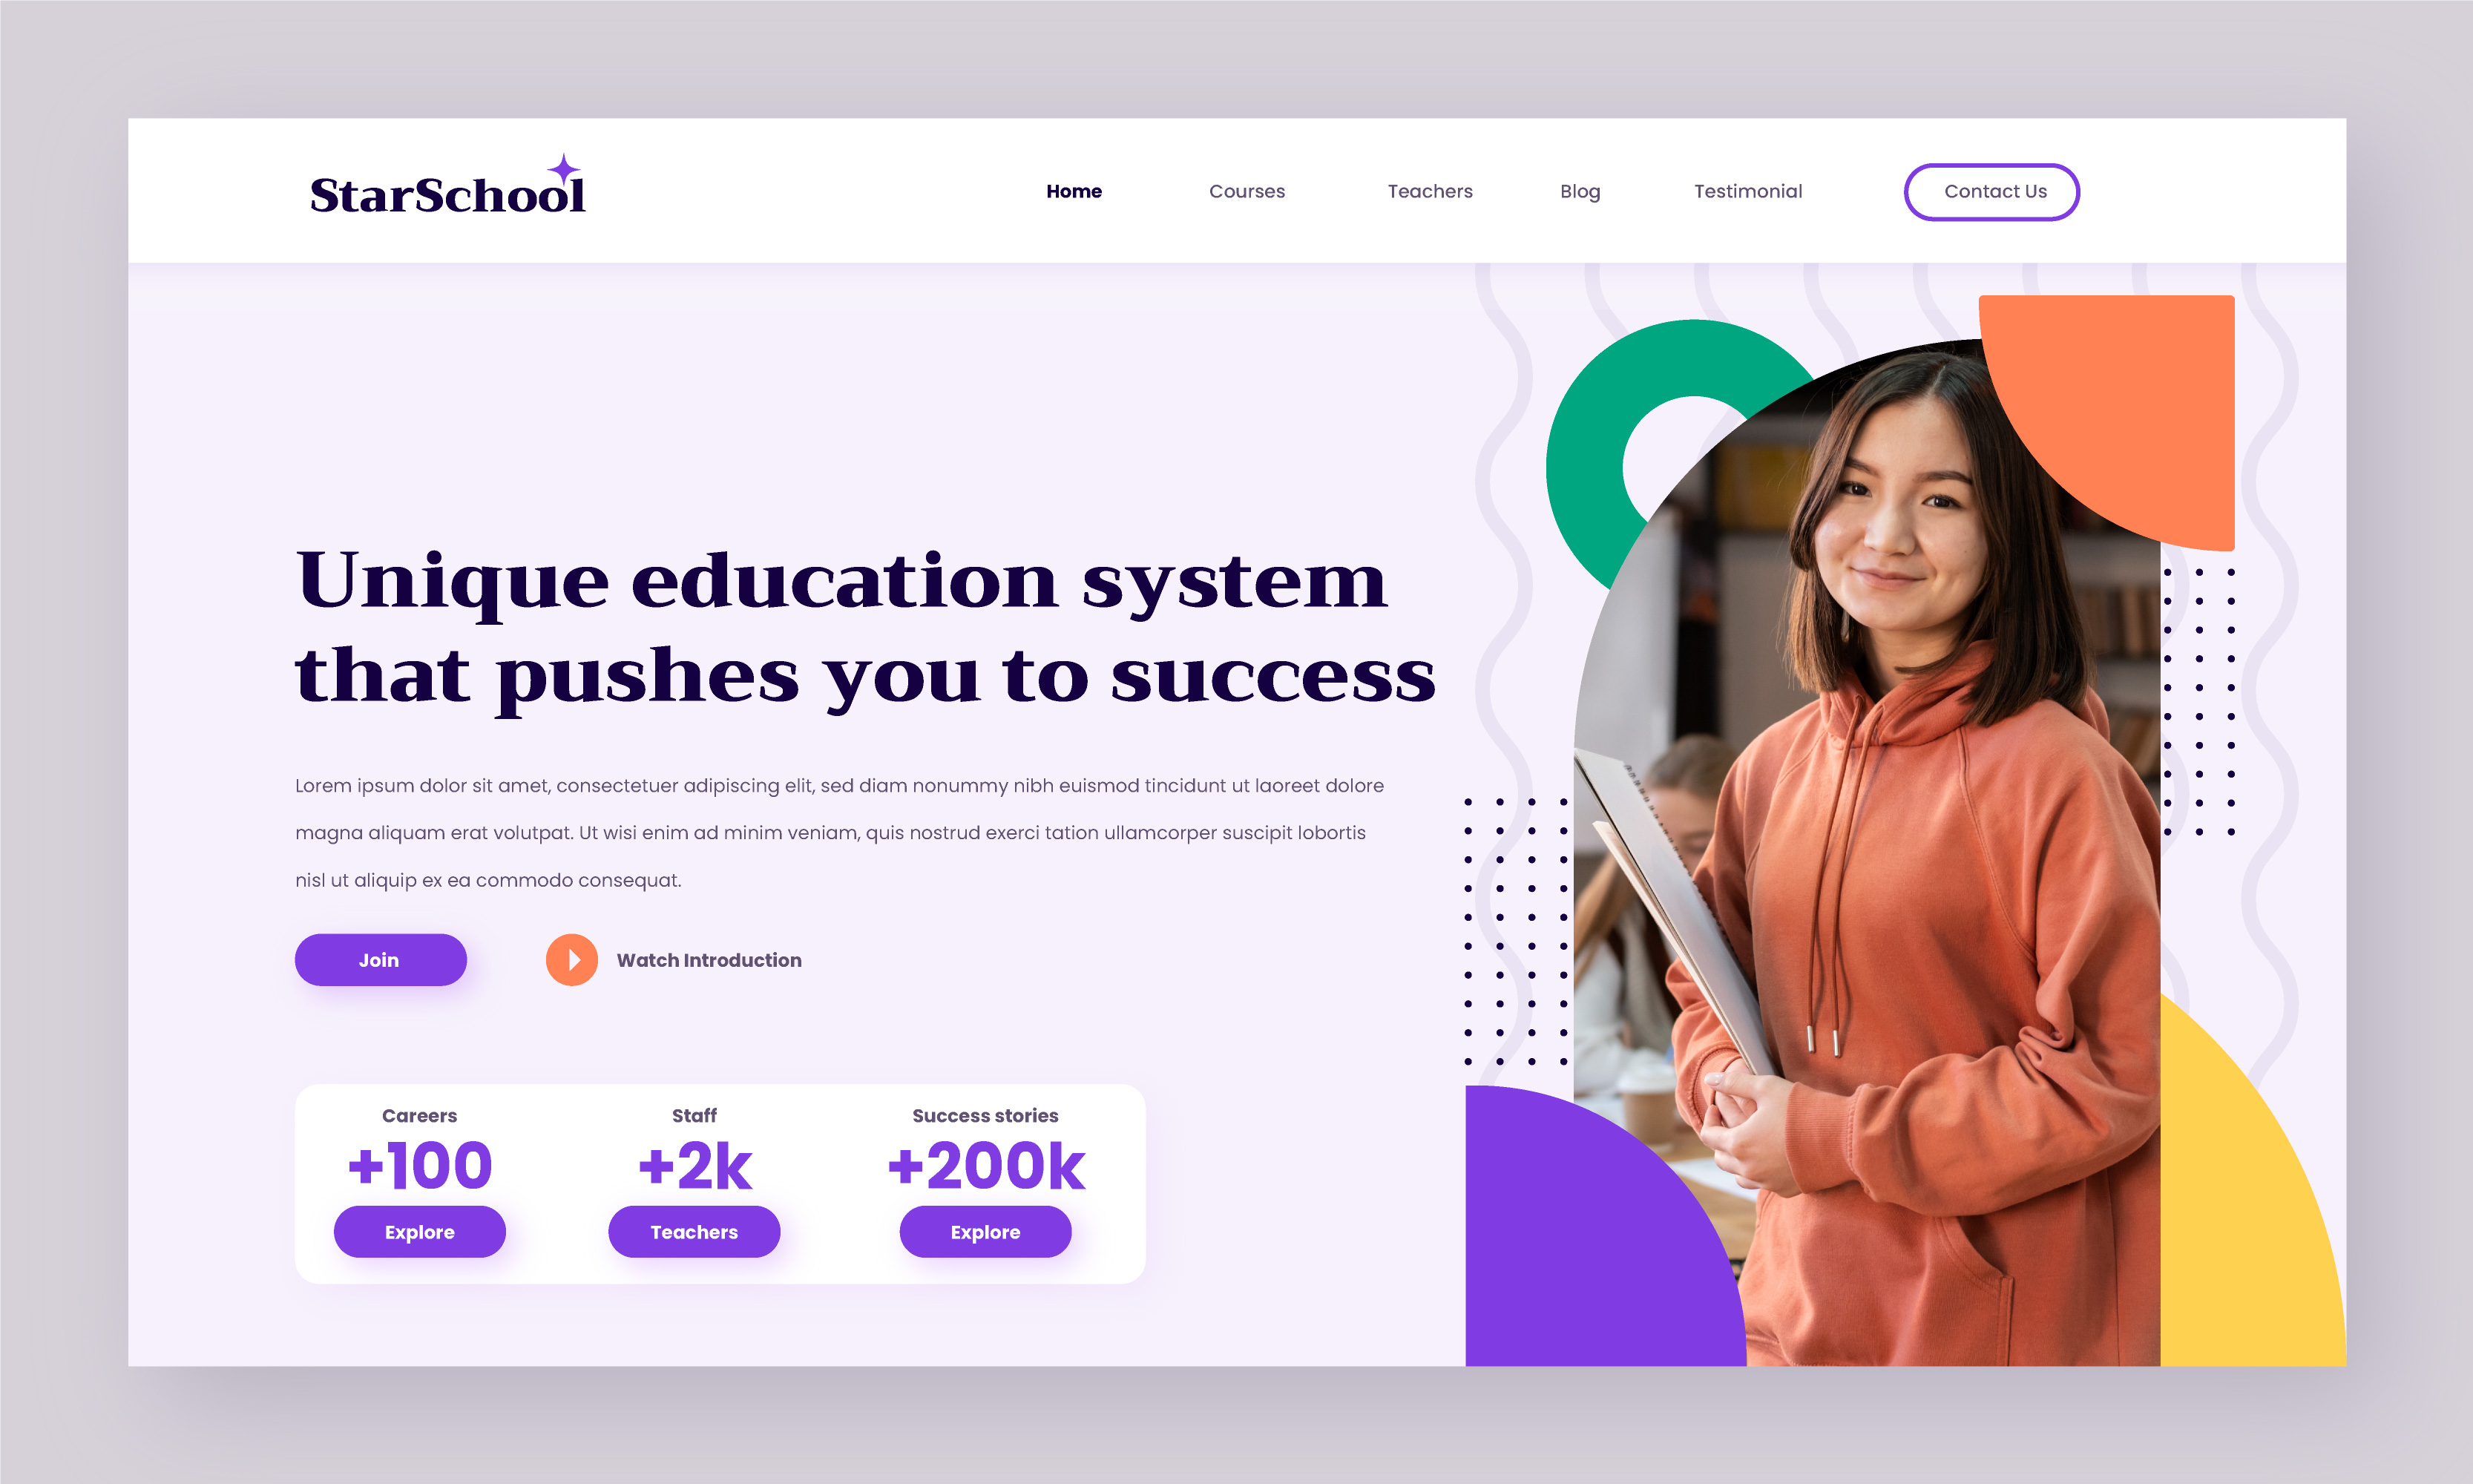 StarSchool
Home Courses Teachers Blog Testimonial Contact Us
Unique education system
that pushes you to success
Lorem ipsum dolor sit amet, consectetuer adipiscing elit, sed diam nonummy nibh euismod tincidunt ut laoreet dolore
magna aliquam erat volutpat. Ut wisi enim ad minim veniam, quis nostrud exerci tation ullamcorper suscipit lobortis
nisl ut aliquip ex ea commodo consequat.
Join Watch Introduction
Careers Staff Success stories
+100 +2k +200k
Explore Teachers Explore